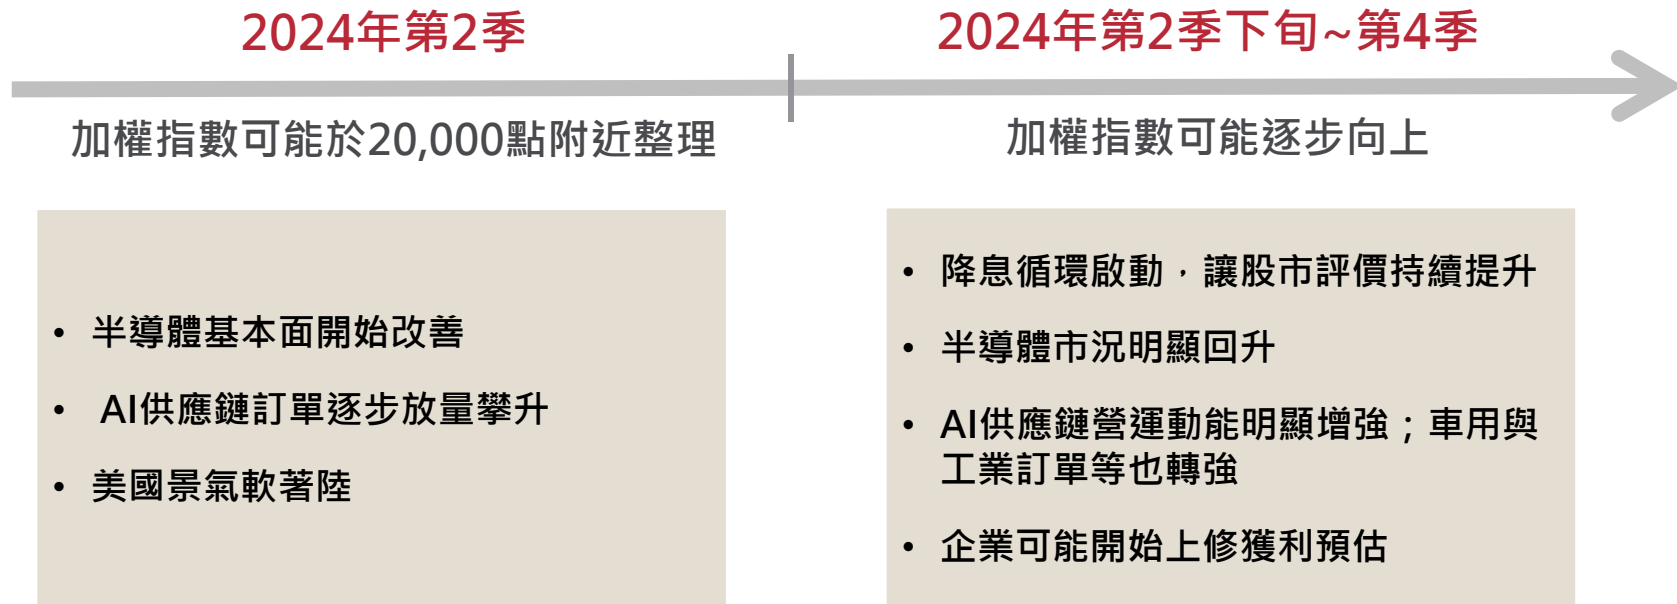 2024年第2季
2024年第2季下旬~第4季
加權指數可能於20,000點附近整理
加權指數可能逐步向上
• 半導體基本面開始改善
• AI供應鏈訂單逐步放量攀升
• 美國景氣軟著陸
• 降息循環啟動，讓股市評價持續提升
• 半導體市況明顯回升
• AI供應鏈營運動能明顯增強；車用與
工業訂單等也轉強
• 企業可能開始上修獲利預估